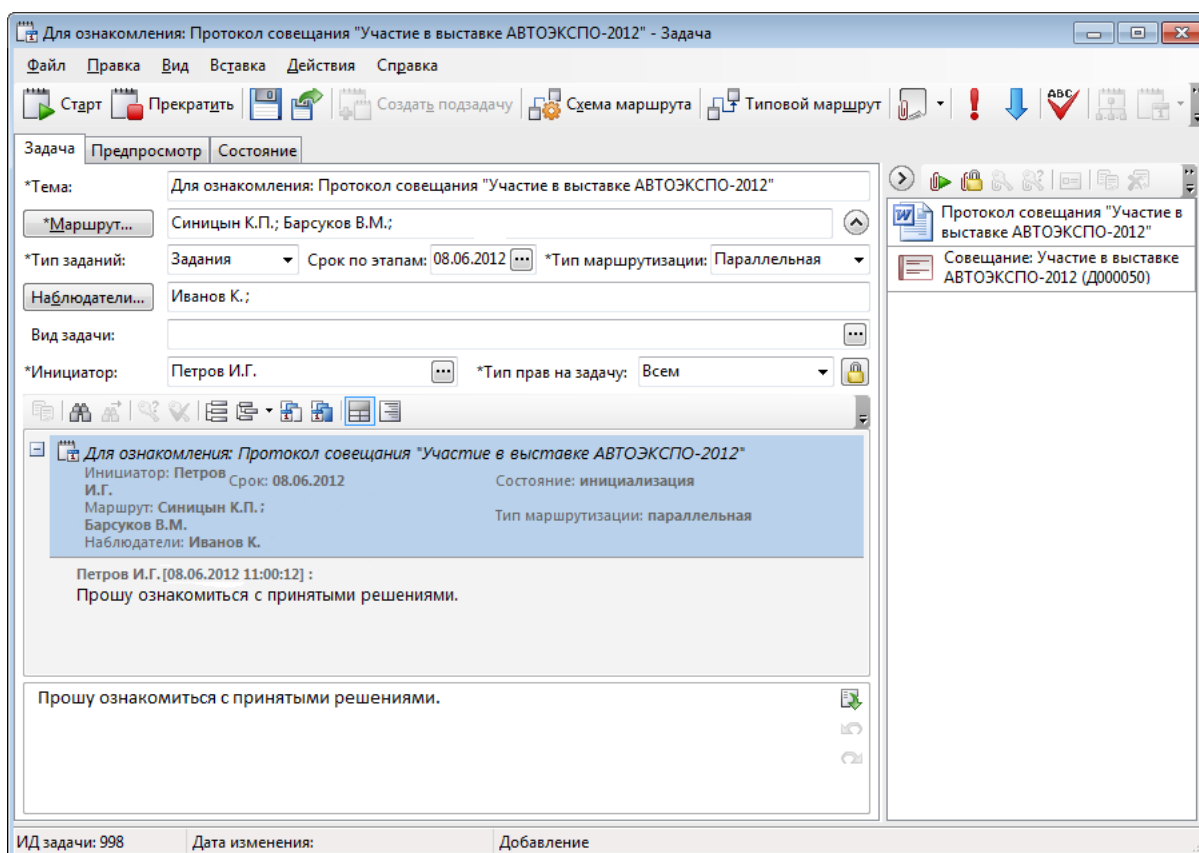 Для ознакомления: Протокол совещания "Участие в выставке АВТОЭКСПО-2012" - Задача
Файл Правка Вид Вставка Действия Справка
Старт Прекратить Создать подзадачу Схема маршрута Типовой маршрут ABC
Задача Предпросмотр Состояние
*Тема: Для ознакомления: Протокол совещания "Участие в выставке АВТОЭКСПО-2012"
*Маршрут... Синицын К.П.; Барсуков В.М.;
*Тип заданий: Задания Срок по этапам: 08.06.2012 ... *Тип маршрутизации: Параллельная
Наблюдатели... Иванов К.;
Вид задачи: ...
*Инициатор: Петров И.Г. ... *Тип прав на задачу: Всем
Для ознакомления: Протокол совещания "Участие в выставке АВТОЭКСПО-2012"
Инициатор: Петров И.Г. Срок: 08.06.2012 Состояние: инициализация
Маршрут: Синицын К.П.; Барсуков В.М. Тип маршрутизации: параллельная
Наблюдатели: Иванов К.
Петров И.Г. [08.06.2012 11:00:12] :
Прошу ознакомиться с принятыми решениями.
Прошу ознакомиться с принятыми решениями.
Протокол совещания "Участие в
выставке АВТОЭКСПО-2012"
Совещание: Участие в выставке
АВТОЭКСПО-2012 (Д000050)
ИД задачи: 998 Дата изменения: Добавление